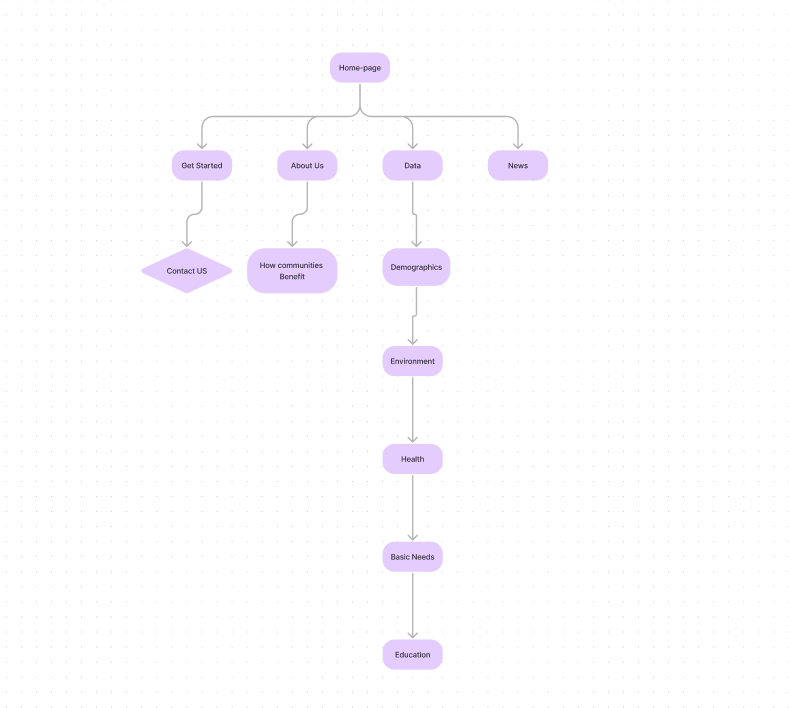 Home-page
Get Started
About Us
Data
News
Contact US
How communities
Benefit
Demographics
Environment
Health
Basic Needs
Education